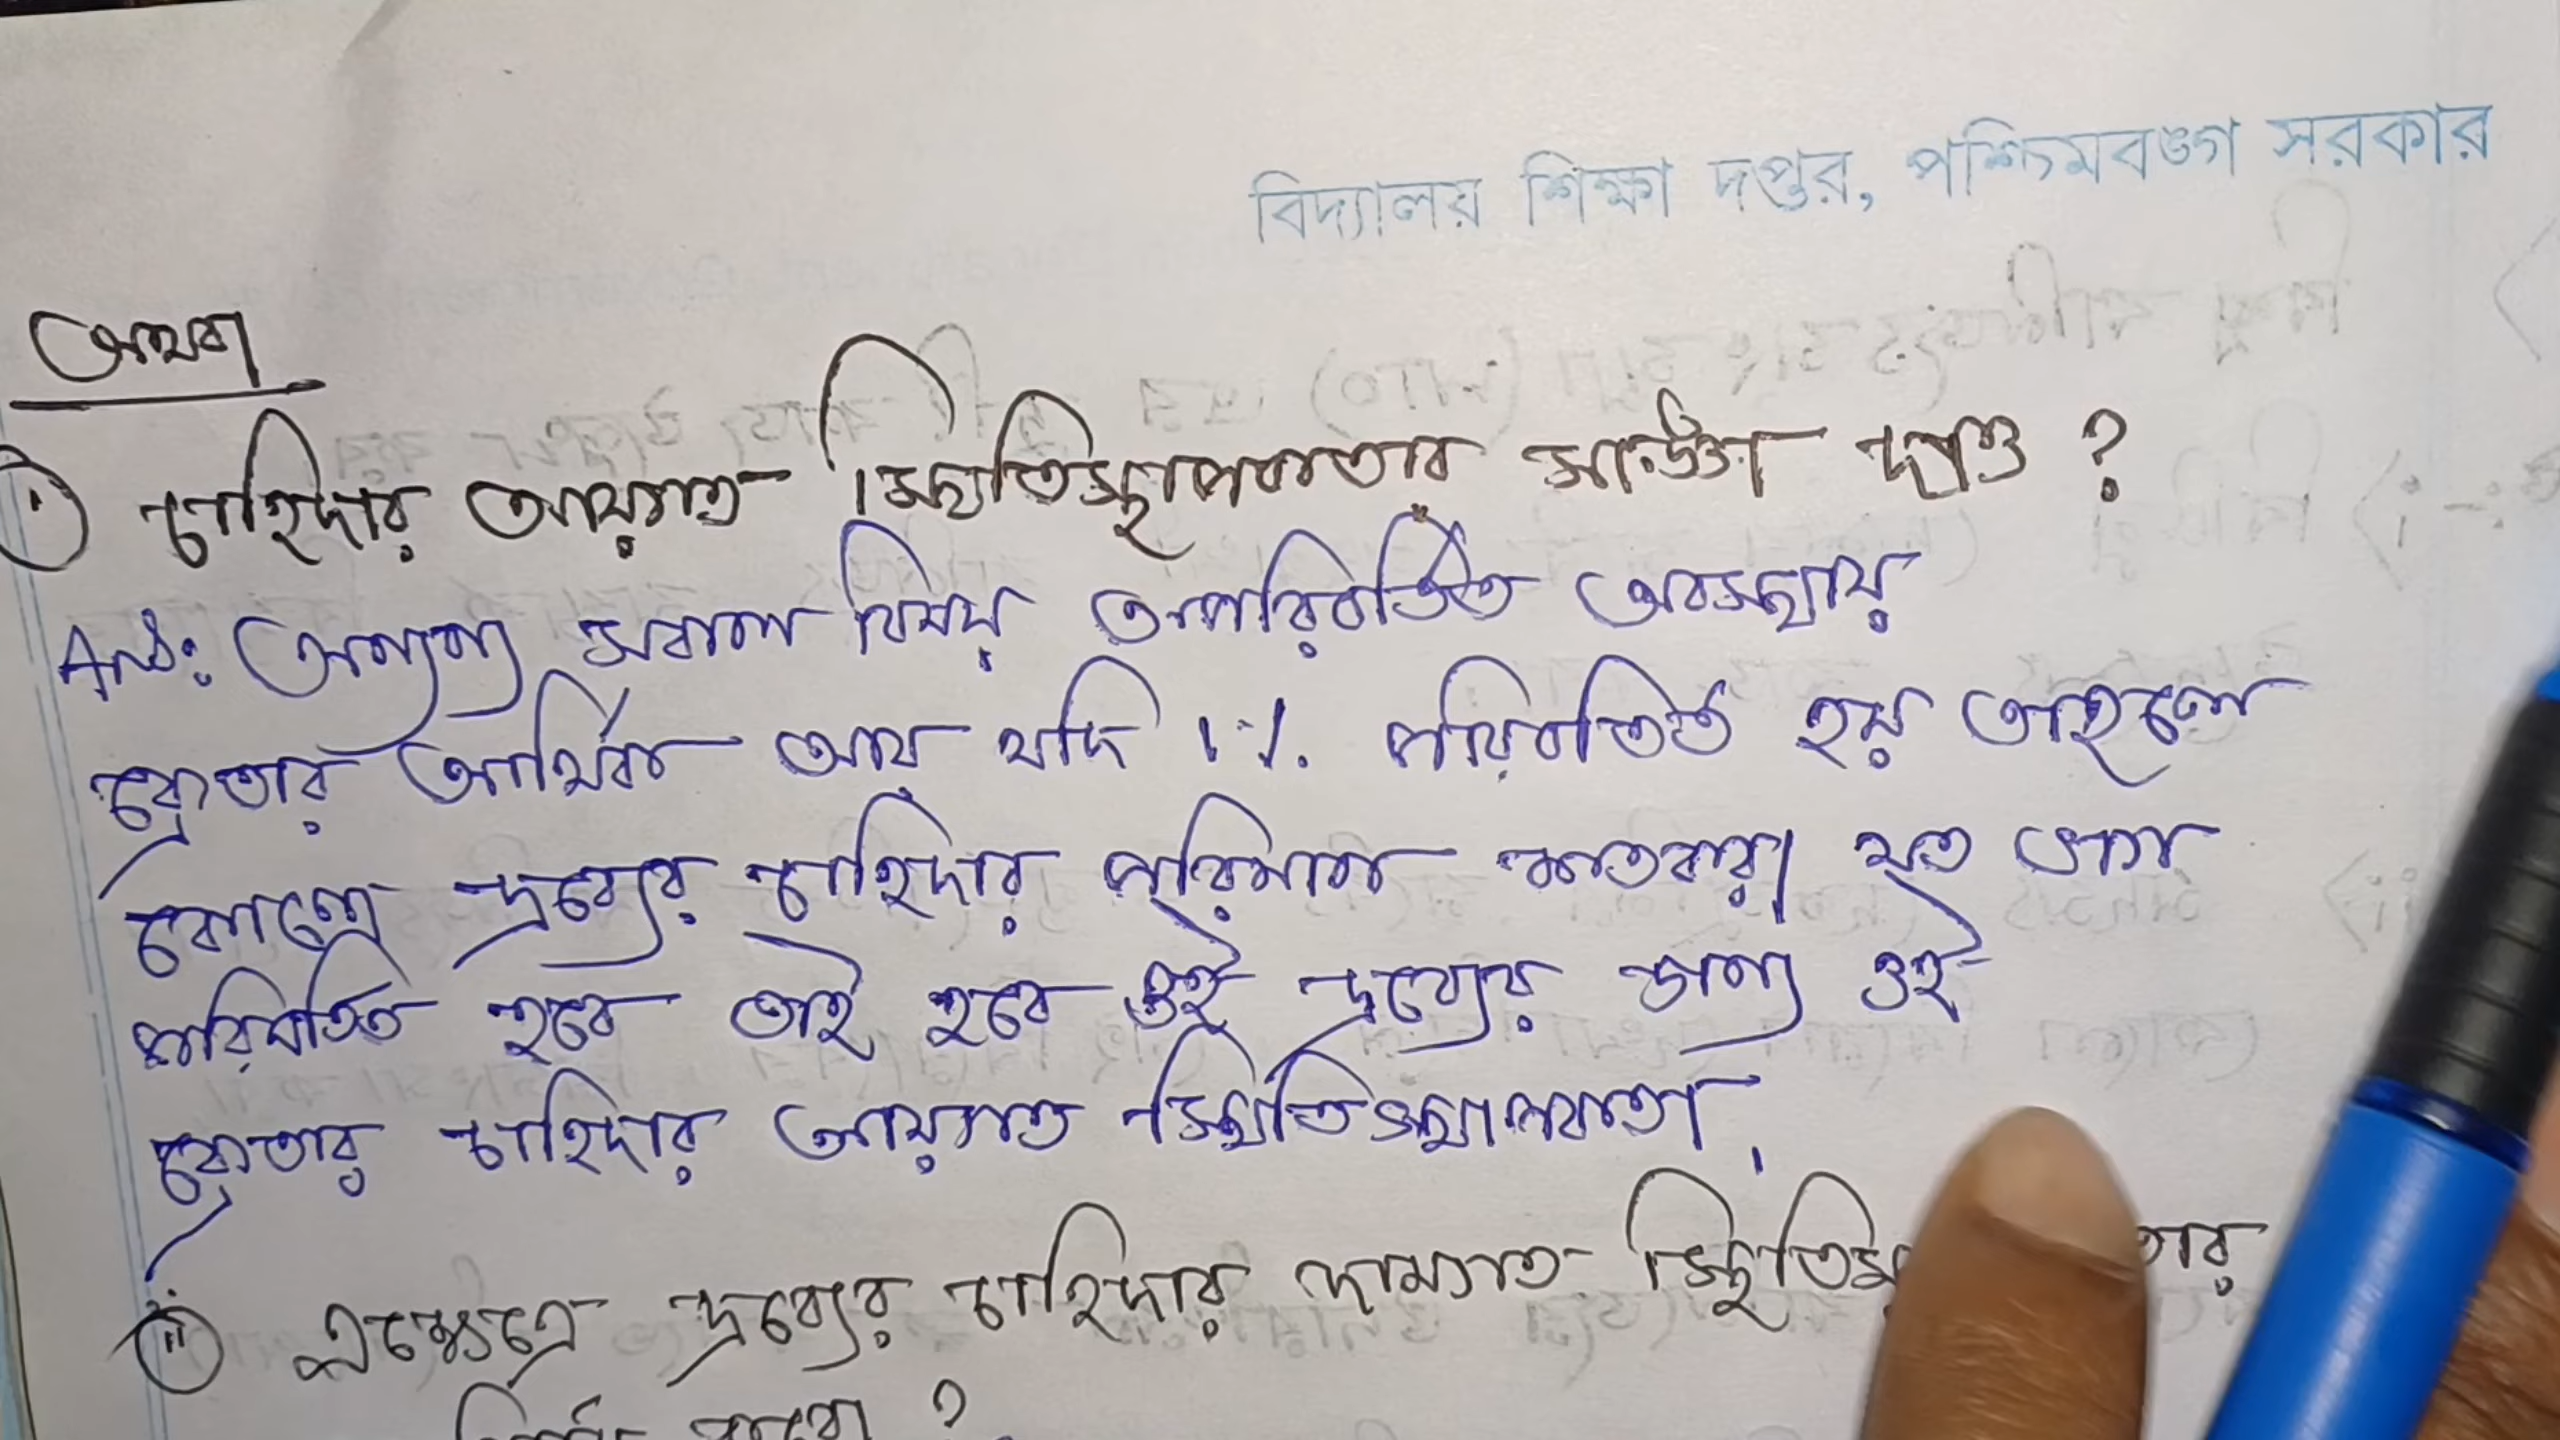 বিদ্যালয় শিক্ষা দপ্তর, পশ্চিমবঙ্গ সরকার
অথবা
i চাহিদার আয়গত স্থিতিস্থাপকতার সংজ্ঞা দাও ?
Ans: অন্যান্য সকল বিষয় অপরিবর্তিত অবস্থায়
ক্রেতার আর্থিক আয় যদি 1%. পরিবর্তিত হয় তাহলে
কোনো দ্রব্যের চাহিদার পরিমাণ শতকরা যত ভাগ
পরিবর্তিত হবে তাই হবে ওই দ্রব্যের জন্য ওই
ক্রেতার চাহিদার আয়গত স্থিতিস্থাপকতা।
ii এক্ষেত্রে দ্রব্যের চাহিদার দামগত